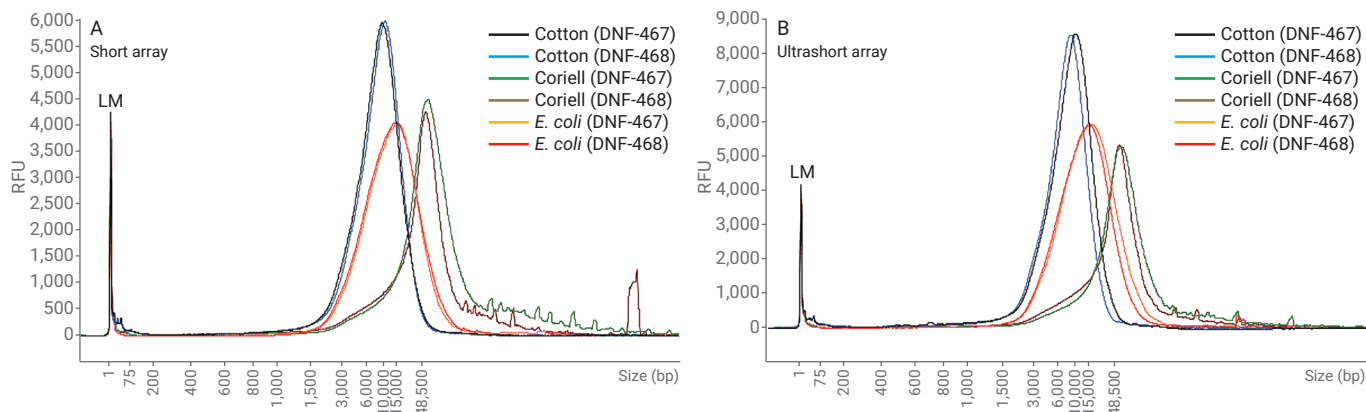 A
Short array
LM
RFU
6,000
5,500
5,000
4,500
4,000
3,500
3,000
2,500
2,000
1,500
1,000
500
0
Cotton (DNF-467)
Cotton (DNF-468)
Coriell (DNF-467)
Coriell (DNF-468)
E. coli (DNF-467)
E. coli (DNF-468)
1
75
200
400
600
800
1,000
1,500
3,000
6,000
10,000
15,000
48,500
Size (bp)
B
Ultrashort array
LM
RFU
9,000
8,000
7,000
6,000
5,000
4,000
3,000
2,000
1,000
0
Cotton (DNF-467)
Cotton (DNF-468)
Coriell (DNF-467)
Coriell (DNF-468)
E. coli (DNF-467)
E. coli (DNF-468)
1
75
200
400
600
800
1,000
1,500
3,000
6,000
10,000
15,000
48,500
Size (bp)